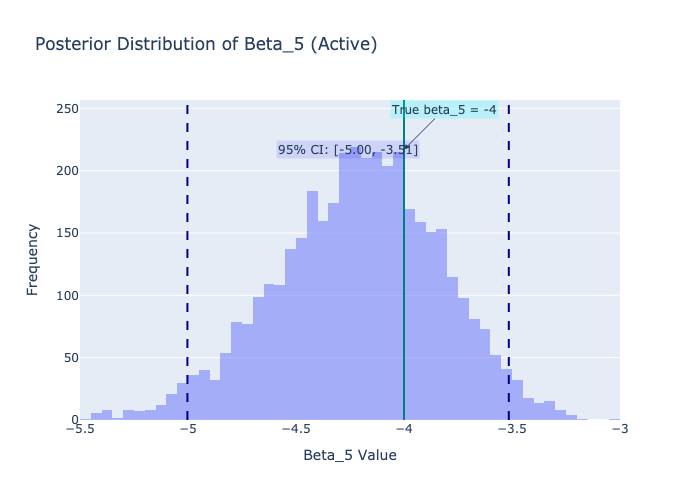 Posterior Distribution of Beta_5 (Active)
250
True beta_5 = -4
95% CI: [-5.00, -3.51]
200
150
100
50
0
Frequency
−5.5
−5
−4.5
−4
−3.5
−3
Beta_5 Value